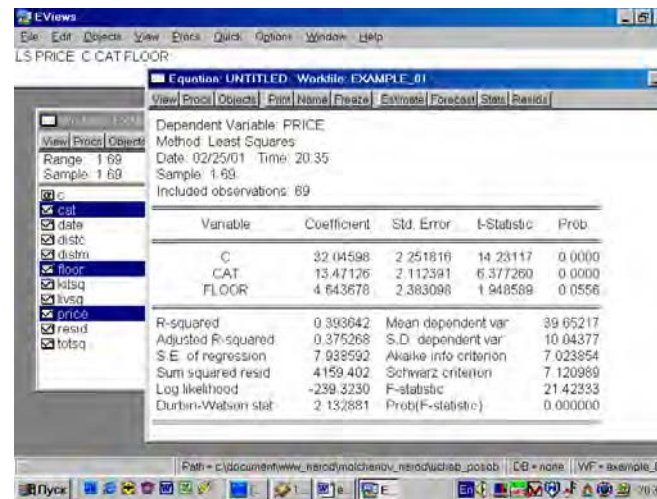 EViews
File Edit Objects View Procs Quick Options Window Help
LS PRICE C CAT FLOOR
Equation: UNTITLED Workfile: EXAMPLE_01
View Procs Objects Print Name Freeze Estimate Forecast Stats Resids
View Procs Objects
Range: 1 69
Sample: 1 69
c
cat
date
distc
distm
floor
kitsq
livsq
price
resid
totsq
Dependent Variable: PRICE
Method: Least Squares
Date: 02/25/01 Time: 20:35
Sample: 1 69
Included observations: 69
Variable Coefficient Std. Error t-Statistic Prob.
C 32.04598 2.251816 14.23117 0.0000
CAT 13.47126 2.112391 6.377260 0.0000
FLOOR 4.643678 2.383098 1.948589 0.0556
R-squared 0.393642 Mean dependent var 39.65217
Adjusted R-squared 0.375268 S.D. dependent var 10.04377
S.E. of regression 7.938592 Akaike info criterion 7.023854
Sum squared resid 4159.402 Schwarz criterion 7.120989
Log likelihood -239.3230 F-statistic 21.42333
Durbin-Watson stat 2.132881 Prob(F-statistic) 0.000000
Path = c:\document\www_narod\molchanov_narod\ucheb_posob DB = none WF = example_
Пуск
En